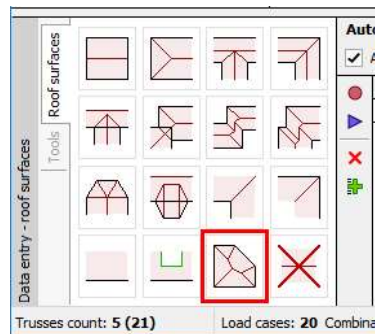 Data entry - roof surfaces
Roof surfaces
Tools
Auto
Trusses count: 5 (21)
Load cases: 20 Combina